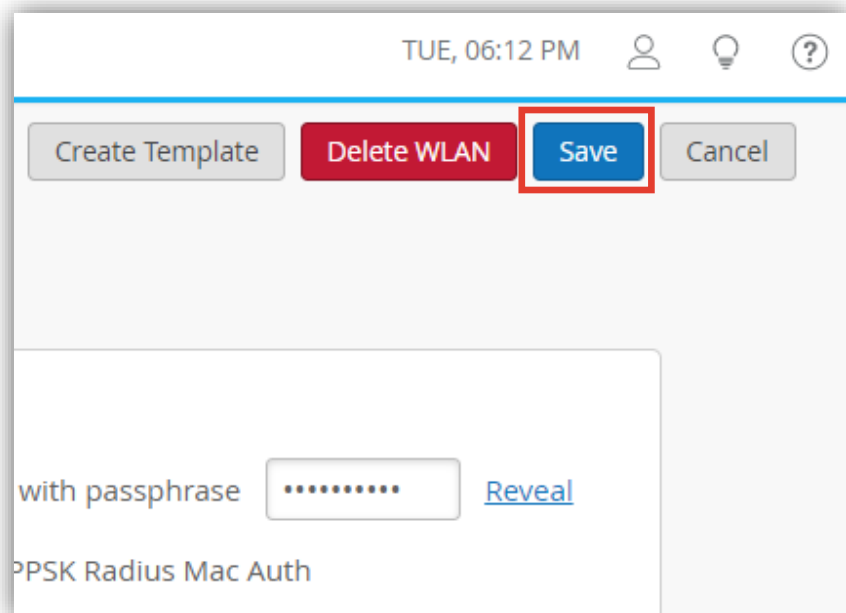 TUE, 06:12 PM ?
Create Template Delete WLAN Save Cancel
with passphrase •••••••••• Reveal
PPSK Radius Mac Auth